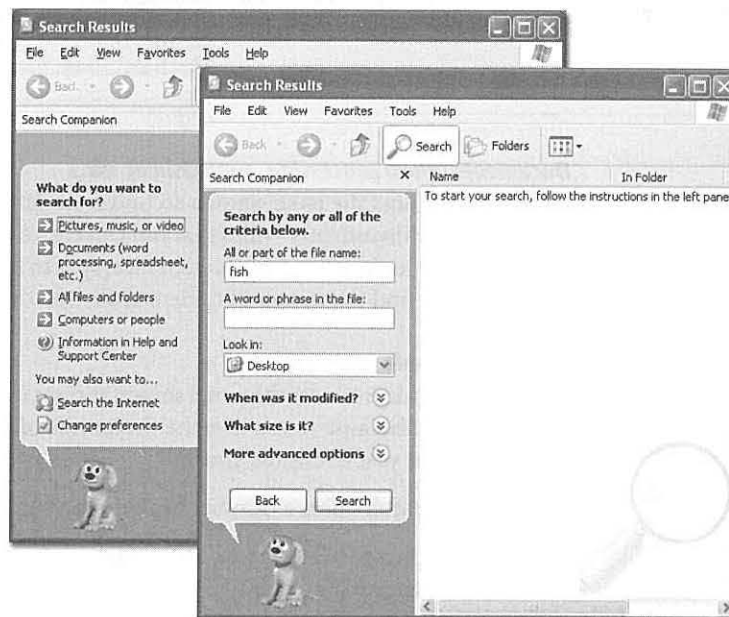 Search Results
File Edit View Favorites Tools Help
Back
Search Companion
What do you want to
search for?
Pictures, music, or video
Documents (word
processing, spreadsheet,
etc.)
All files and folders
Computers or people
Information in Help and
Support Center
You may also want to...
Search the Internet
Change preferences
Search Results
File Edit View Favorites Tools Help
Back Search Folders
Search Companion Name In Folder
To start your search, follow the instructions in the left pane
Search by any or all of the
criteria below.
All or part of the file name:
fish
A word or phrase in the file:
Look in:
Desktop
When was it modified?
What size is it?
More advanced options
Back Search